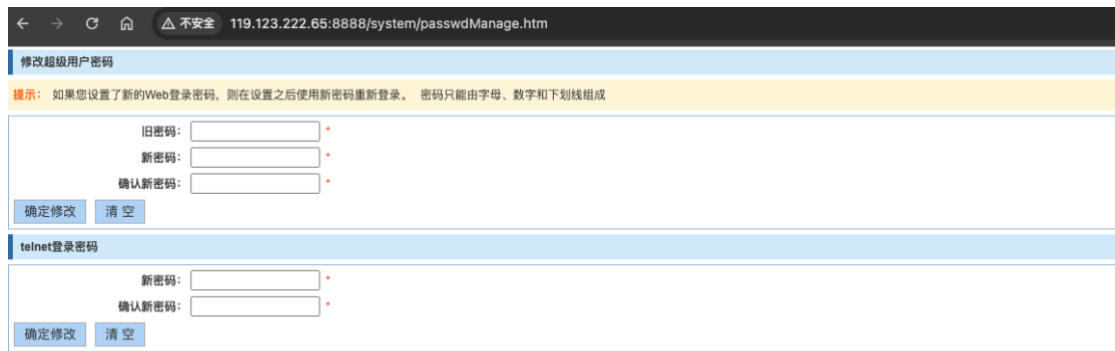 不安全 119.123.222.65:8888/system/passwdManage.htm
修改超级用户密码
提示： 如果您设置了新的Web登录密码，则在设置之后使用新密码重新登录。 密码只能由字母、数字和下划线组成
旧密码： *
新密码： *
确认新密码： *
确定修改 清 空
telnet登录密码
新密码： *
确认新密码： *
确定修改 清 空